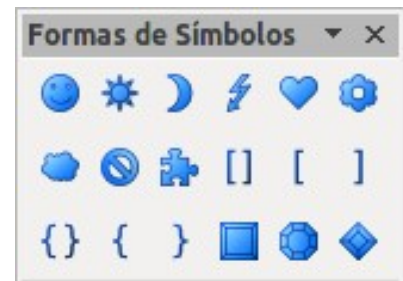 Formas de Símbolos
[ ] [ ]
{ } { }